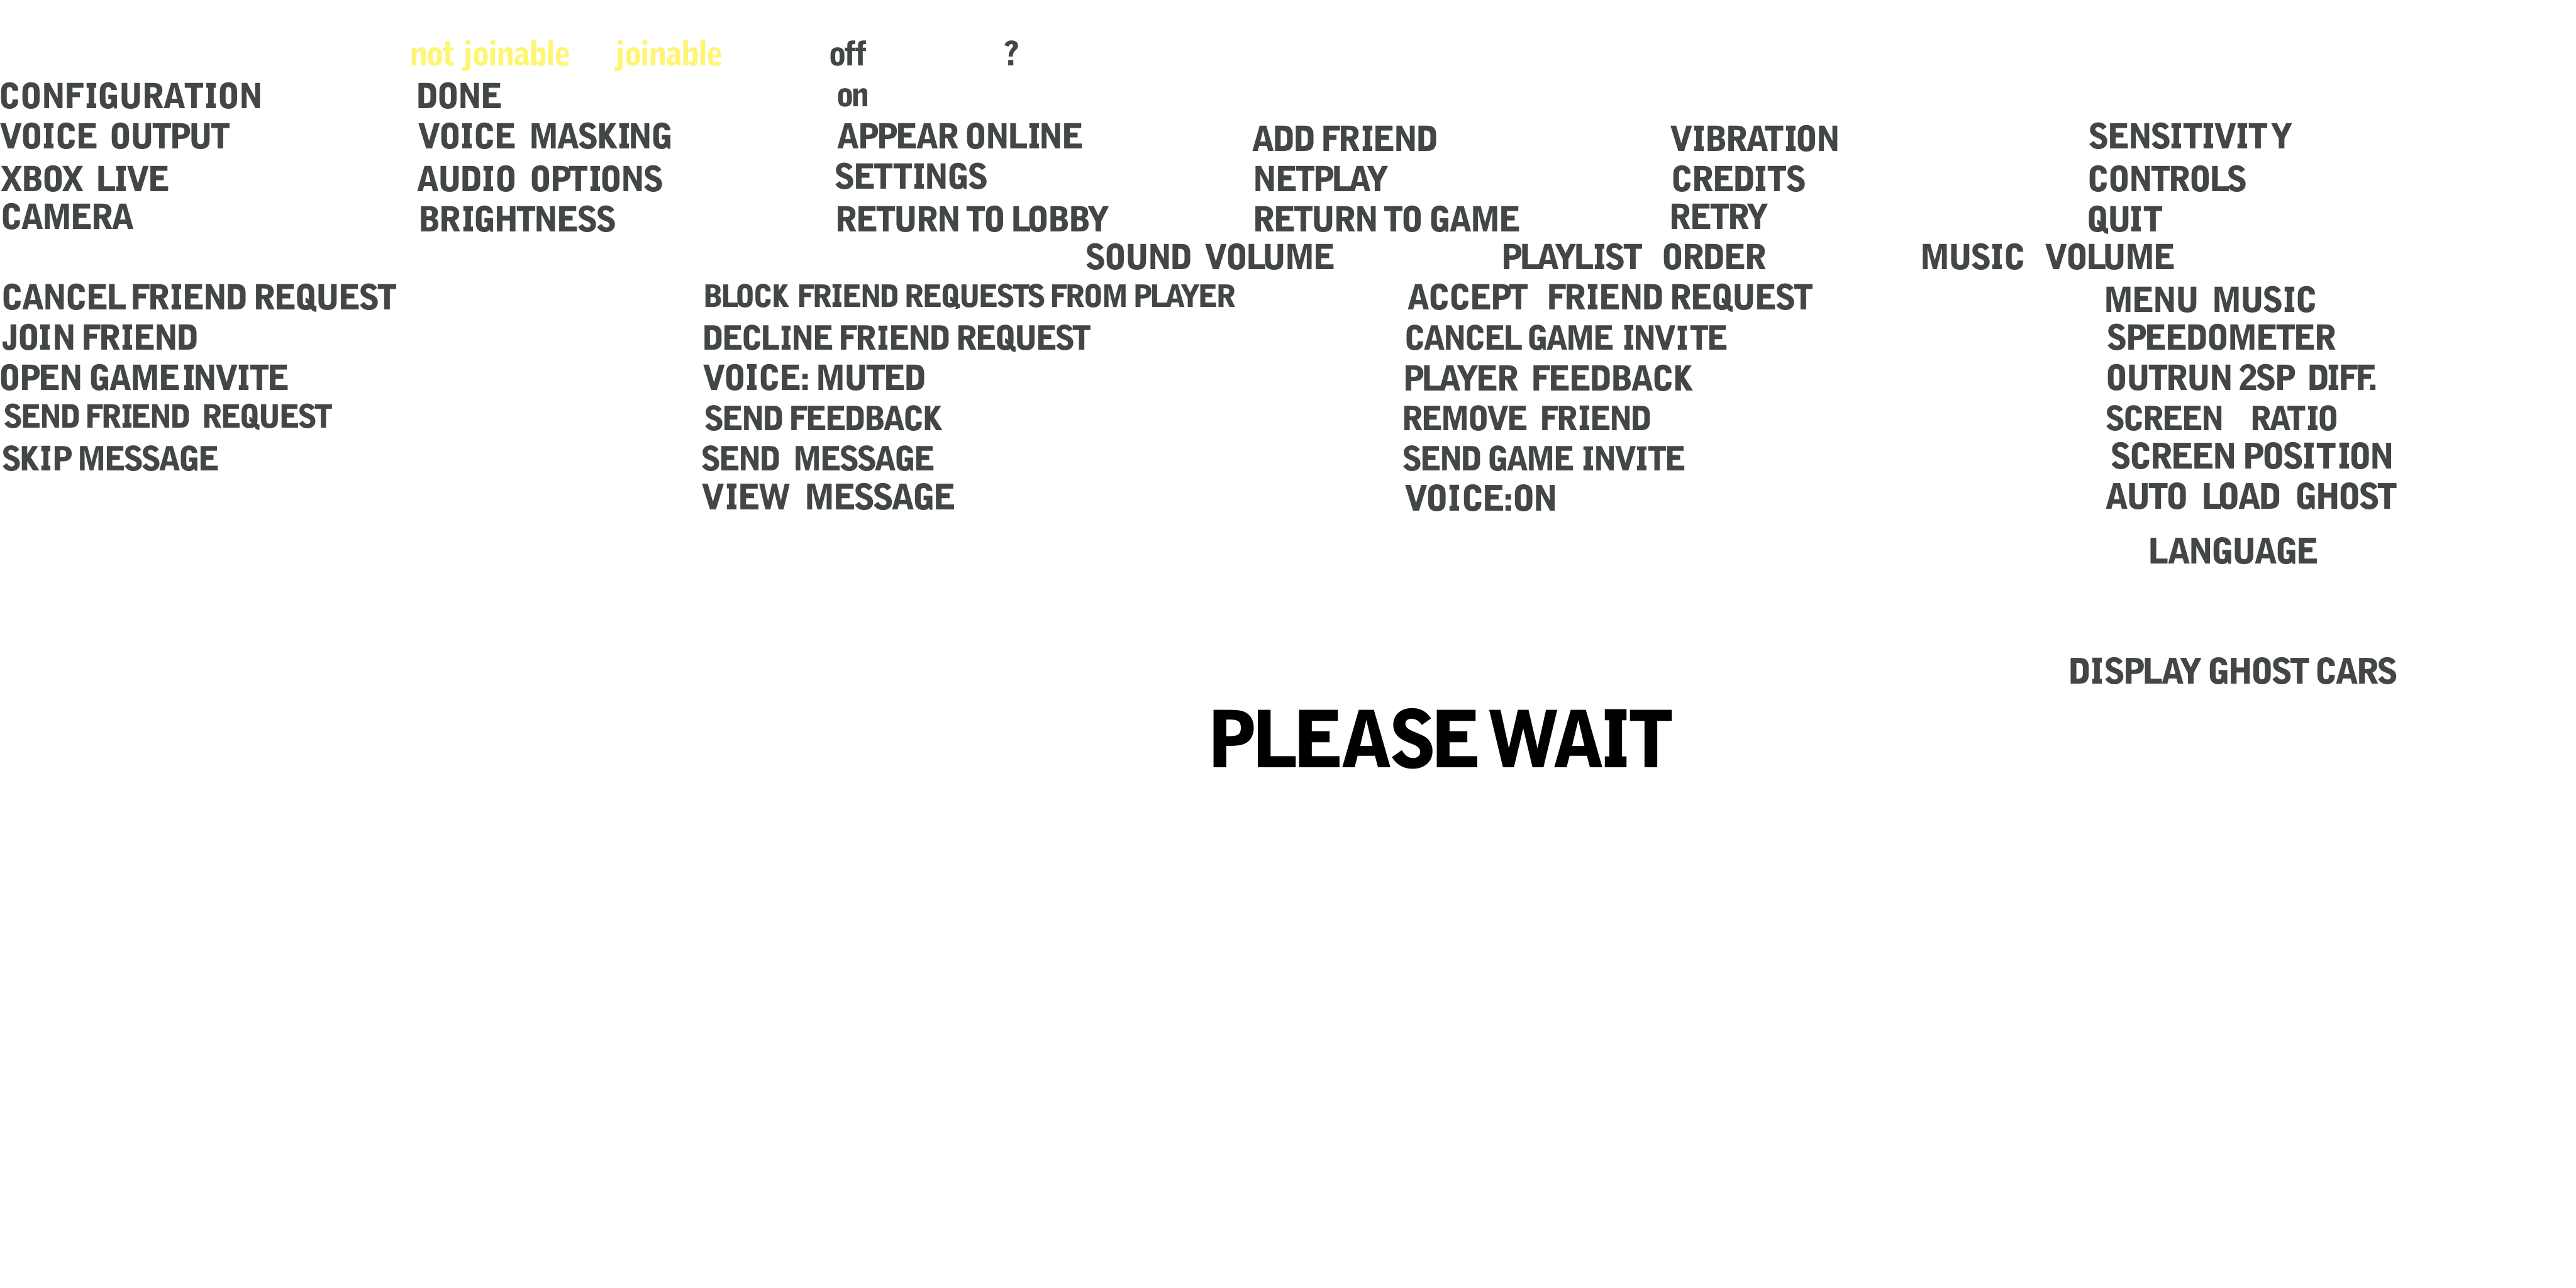 not joinable joinable off ?
CONFIGURATION DONE on
VOICE OUTPUT VOICE MASKING APPEAR ONLINE ADD FRIEND VIBRATION SENSITIVITY
XBOX LIVE AUDIO OPTIONS SETTINGS NETPLAY CREDITS CONTROLS
CAMERA BRIGHTNESS RETURN TO LOBBY RETURN TO GAME RETRY QUIT
SOUND VOLUME PLAYLIST ORDER MUSIC VOLUME
CANCEL FRIEND REQUEST BLOCK FRIEND REQUESTS FROM PLAYER ACCEPT FRIEND REQUEST MENU MUSIC
JOIN FRIEND DECLINE FRIEND REQUEST CANCEL GAME INVITE SPEEDOMETER
OPEN GAME INVITE VOICE: MUTED PLAYER FEEDBACK OUTRUN 2SP DIFF.
SEND FRIEND REQUEST SEND FEEDBACK REMOVE FRIEND SCREEN RATIO
SKIP MESSAGE SEND MESSAGE SEND GAME INVITE SCREEN POSITION
VIEW MESSAGE VOICE:ON AUTO LOAD GHOST
LANGUAGE
DISPLAY GHOST CARS
PLEASE WAIT